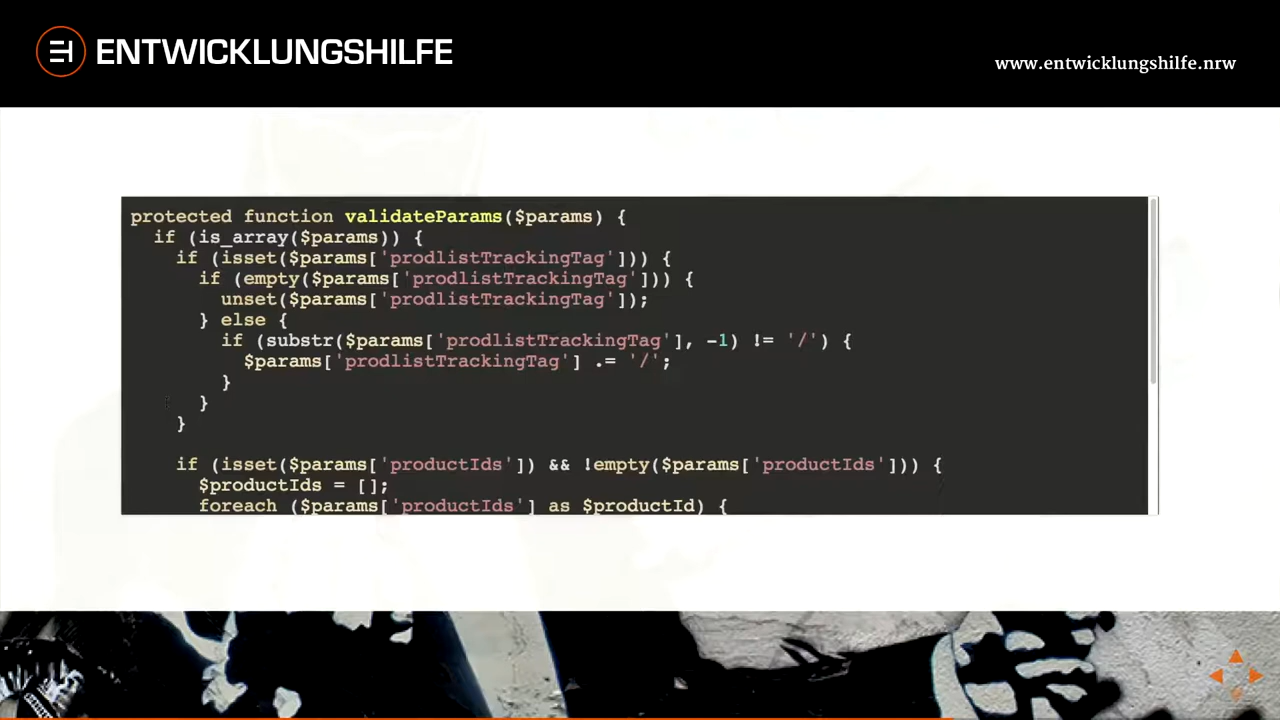 ENTWICKLUNGSHILFE
www.entwicklungshilfe.nrw
protected function validateParams($params) {
if (is_array($params)) {
if (isset($params['prodlistTrackingTag'])) {
if (empty($params['prodlistTrackingTag'])) {
unset($params['prodlistTrackingTag']);
} else {
if (substr($params['prodlistTrackingTag'], -1) != '/') {
$params['prodlistTrackingTag'] .= '/';
}
}
}
if (isset($params['productIds']) && !empty($params['productIds'])) {
$productIds = [];
foreach ($params['productIds'] as $productId) {